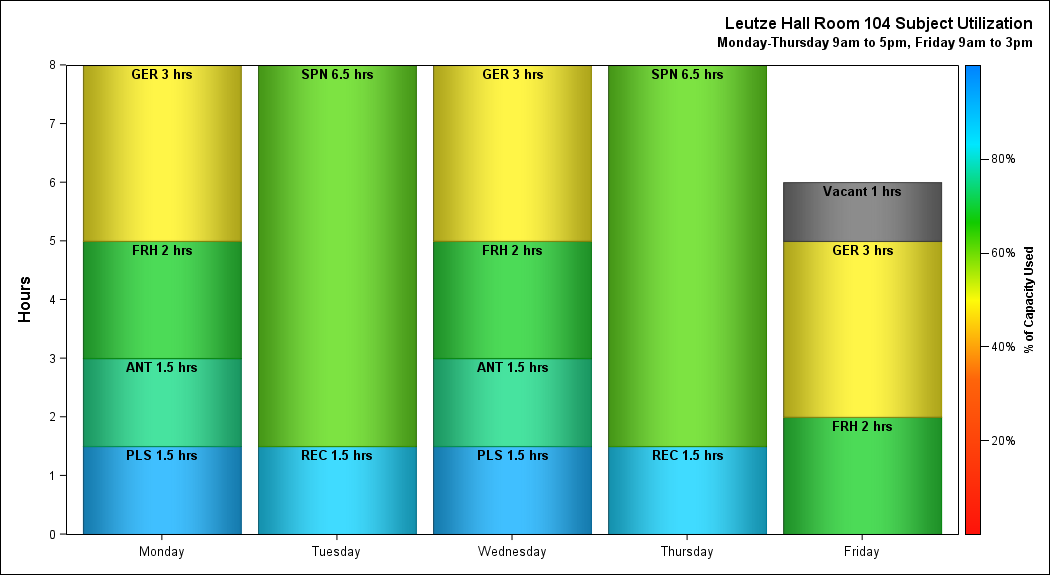 Leutze Hall Room 104 Subject Utilization
Monday-Thursday 9am to 5pm, Friday 9am to 3pm
Hours
8
7
6
5
4
3
2
1
0
GER 3 hrs
FRH 2 hrs
ANT 1.5 hrs
PLS 1.5 hrs
SPN 6.5 hrs
REC 1.5 hrs
GER 3 hrs
FRH 2 hrs
ANT 1.5 hrs
PLS 1.5 hrs
SPN 6.5 hrs
REC 1.5 hrs
Vacant 1 hrs
GER 3 hrs
FRH 2 hrs
Monday
Tuesday
Wednesday
Thursday
Friday
80%
60%
40%
20%
% of Capacity Used